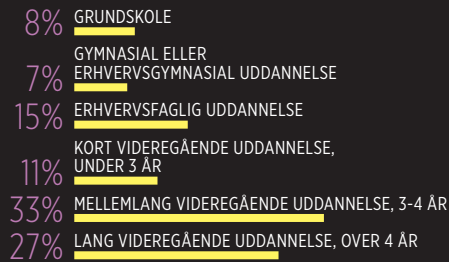 8% GRUNDSKOLE
GYMNASIAL ELLER
7% ERHVERVSGYMNASIAL UDDANNELSE
15% ERHVERVSFAGLIG UDDANNELSE
KORT VIDEREGÅENDE UDDANNELSE,
11% UNDER 3 ÅR
33% MELLEMLANG VIDEREGÅENDE UDDANNELSE, 3-4 ÅR
27% LANG VIDEREGÅENDE UDDANNELSE, OVER 4 ÅR